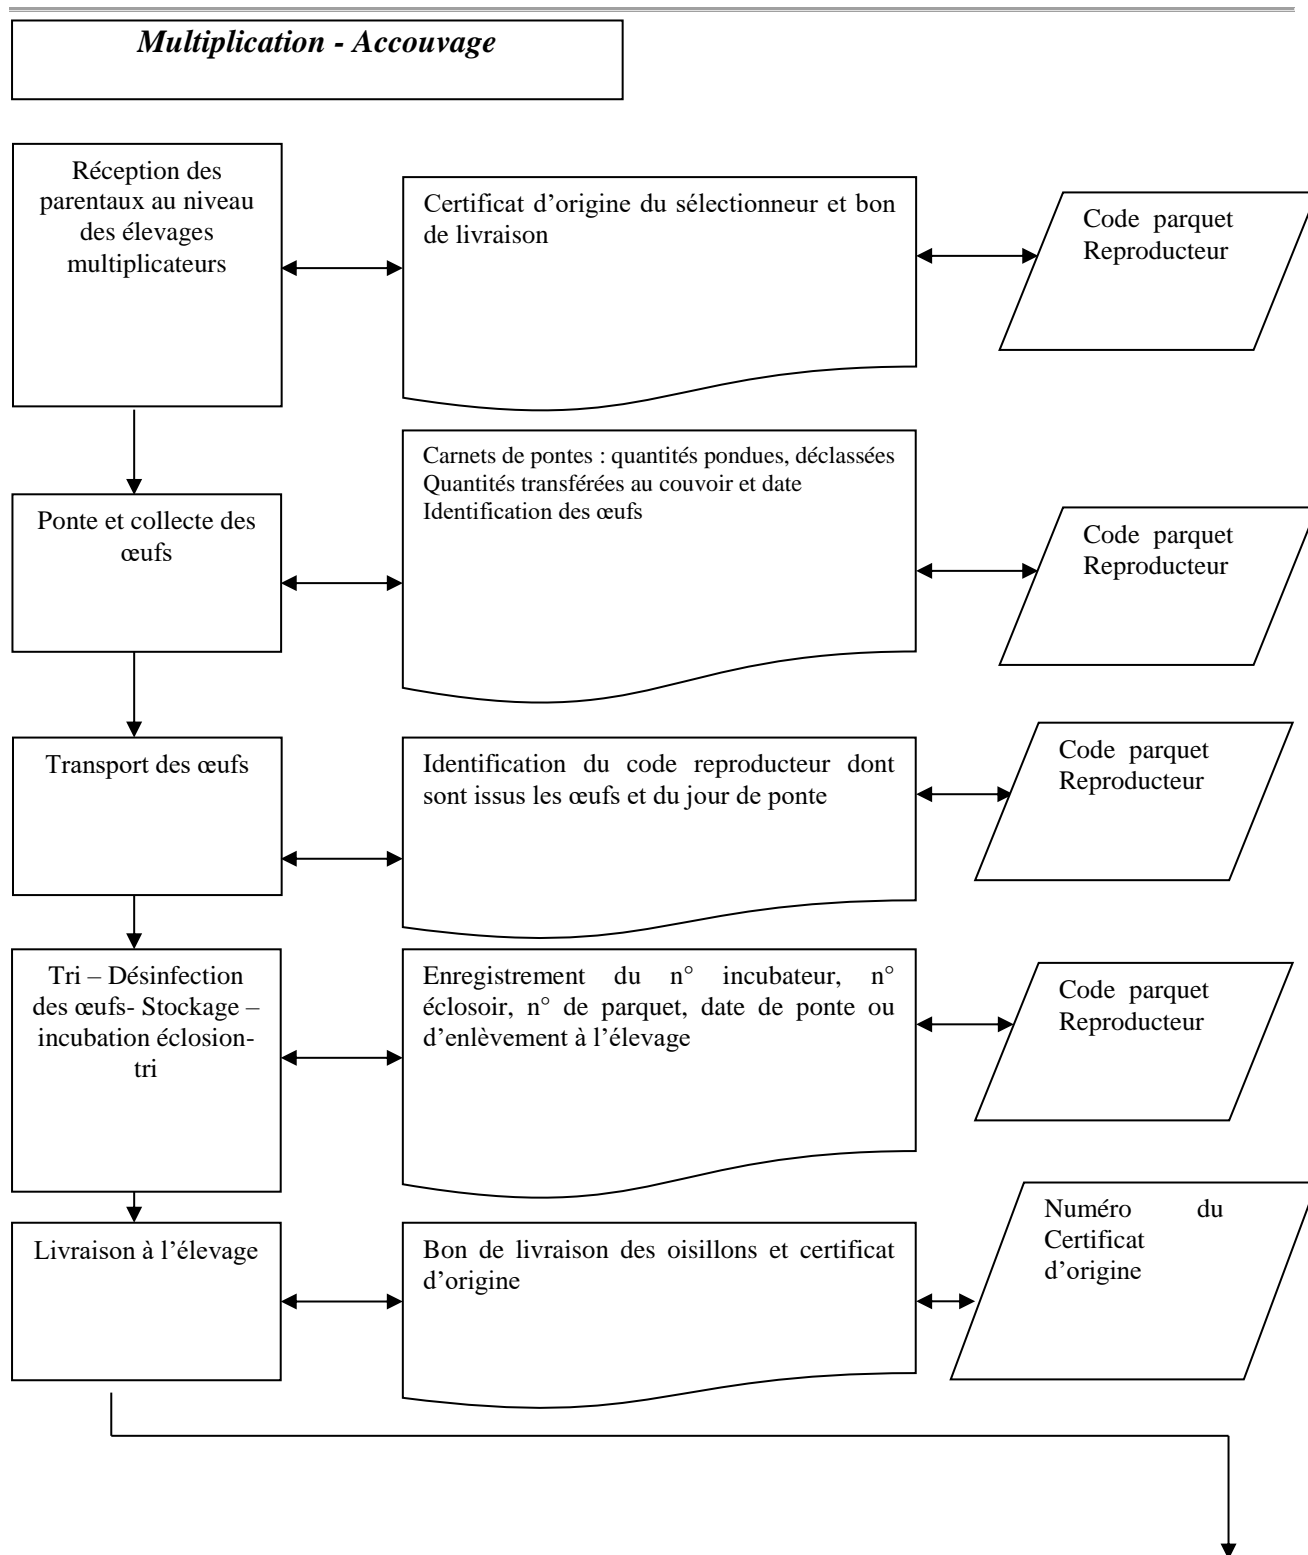 Multiplication - Accouvage
Réception des
parentaux au niveau
des élevages
multiplicateurs
Certificat d’origine du sélectionneur et bon
de livraison
Code parquet
Reproducteur
Carnets de pontes : quantités pondues, déclassées
Quantités transférées au couvoir et date
Identification des œufs
Ponte et collecte des
œufs
Code parquet
Reproducteur
Transport des œufs
Identification du code reproducteur dont
sont issus les œufs et du jour de ponte
Code parquet
Reproducteur
Tri – Désinfection
des œufs- Stockage –
incubation éclosion-
tri
Enregistrement du n° incubateur, n°
éclosoir, n° de parquet, date de ponte ou
d’enlèvement à l’élevage
Code parquet
Reproducteur
Livraison à l’élevage
Bon de livraison des oisillons et certificat
d’origine
Numéro du
Certificat
d’origine